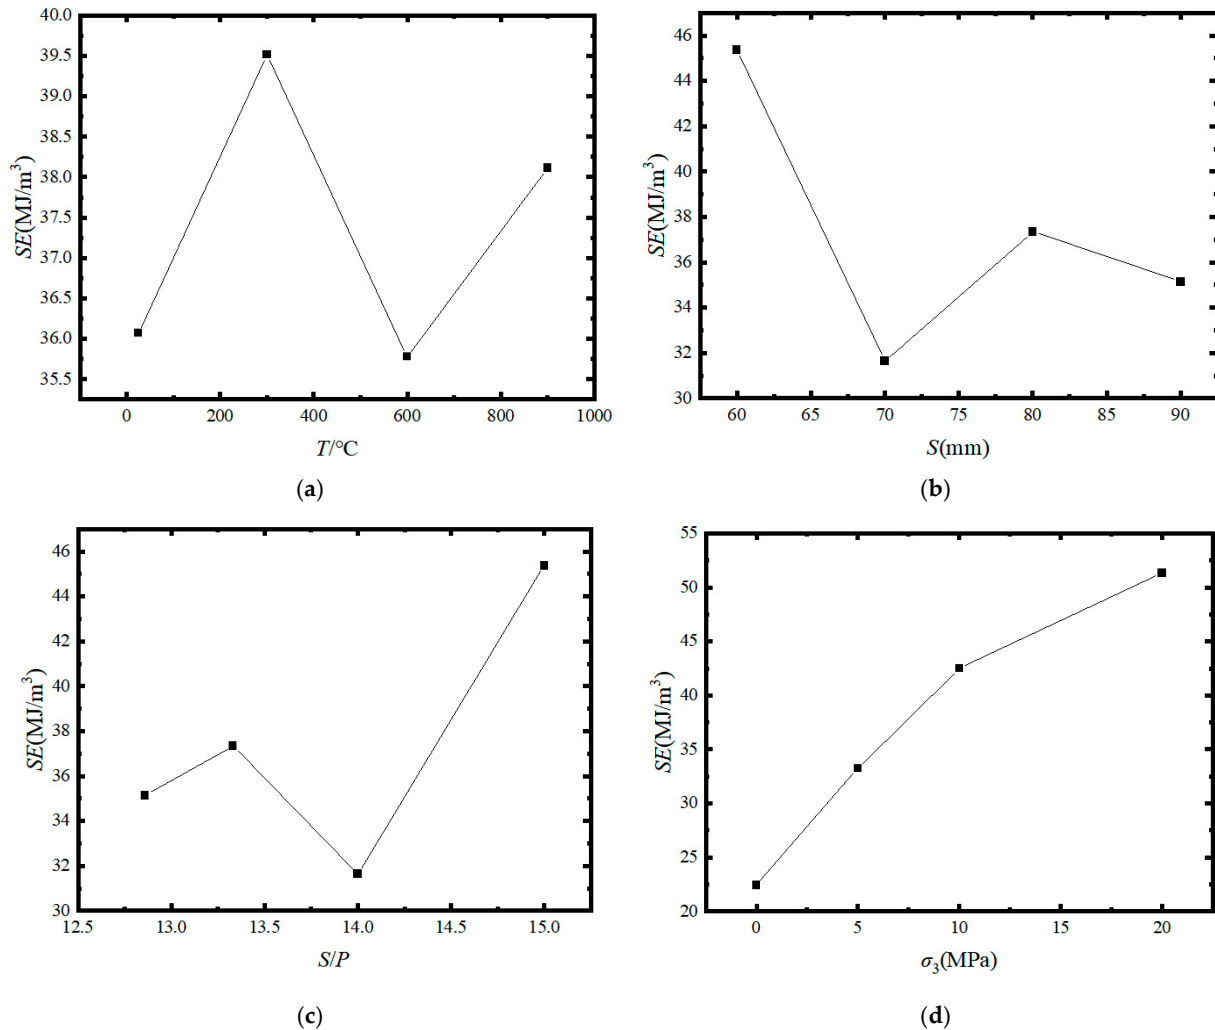 40.0
39.5
39.0
38.5
38.0
37.5
37.0
36.5
36.0
35.5
SE(MJ/m³)
0 200 400 600 800 1000
T/°C
(a)
46
44
42
40
38
36
34
32
30
SE(MJ/m³)
60 65 70 75 80 85 90
S(mm)
(b)
46
44
42
40
38
36
34
32
30
SE(MJ/m³)
12.5 13.0 13.5 14.0 14.5 15.0
S/P
(c)
55
50
45
40
35
30
25
20
SE(MJ/m³)
0 5 10 15 20
σ₃(MPa)
(d)